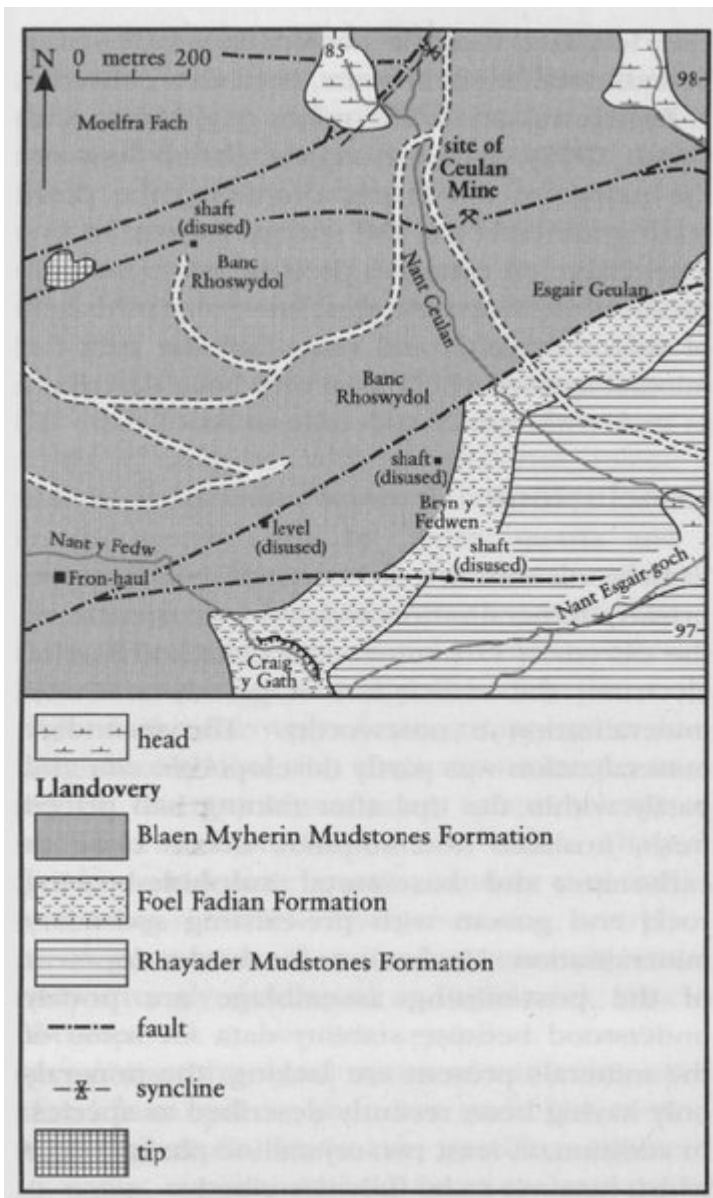 N
0 metres 200
85
86
98
Moelfra Fach
site of
Ceulan
Mine
shaft
(disused)
Banc
Rhoswydol
Nant Ceulan
Esgair Geulan
Banc
Rhoswydol
shaft
(disused)
Bryn y
Fedwen
level
(disused)
shaft
(disused)
Nant y Fedw
Fron-haul
Nant Esgair-goch
97
Craig
y Gath
head
Llandovery
Blaen Myherin Mudstones Formation
Foel Fadian Formation
Rhayader Mudstones Formation
fault
syncline
tip